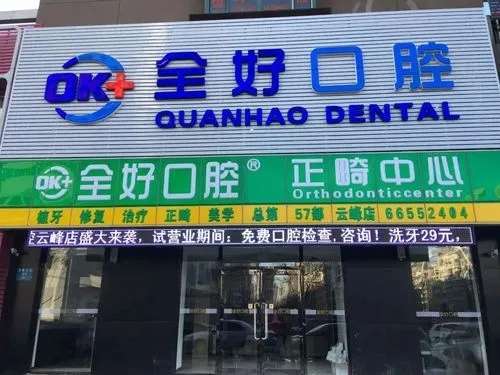 OK+ 全好口腔
QUANHAO DENTAL
OK+ 全好口腔® 正畸中心
Orthodonticcenter
植牙 修复 治疗 正畸 美学 总第 57部 云峰店 66552404
云峰店盛大来袭，试营业期间：免费口腔检查,咨询！洗牙29元，